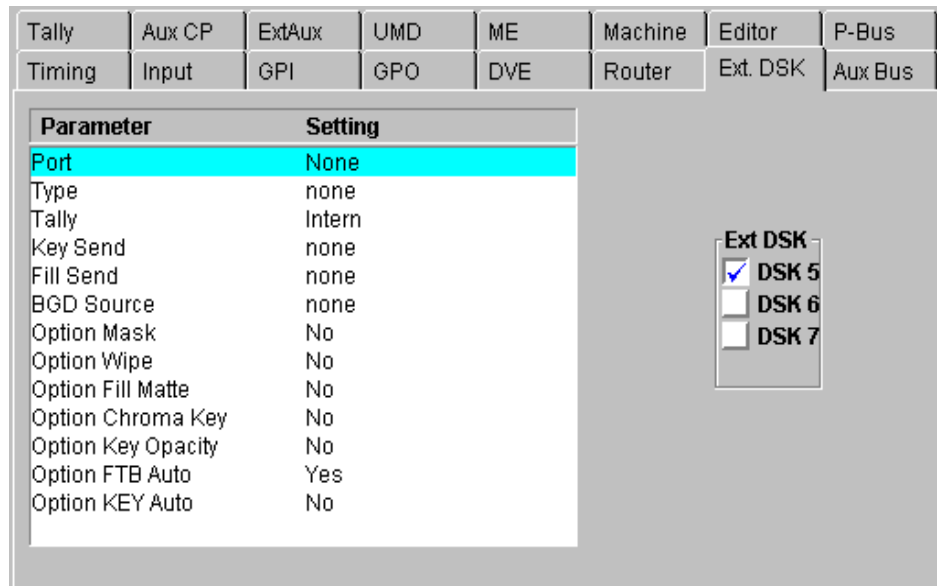 Tally Aux CP ExtAux UMD ME Machine Editor P-Bus
Timing Input GPI GPO DVE Router Ext. DSK Aux Bus
Parameter Setting
Port None
Type none
Tally Intern
Key Send none
Fill Send none
BGD Source none
Option Mask No
Option Wipe No
Option Fill Matte No
Option Chroma Key No
Option Key Opacity No
Option FTB Auto Yes
Option KEY Auto No
Ext DSK
DSK 5
DSK 6
DSK 7